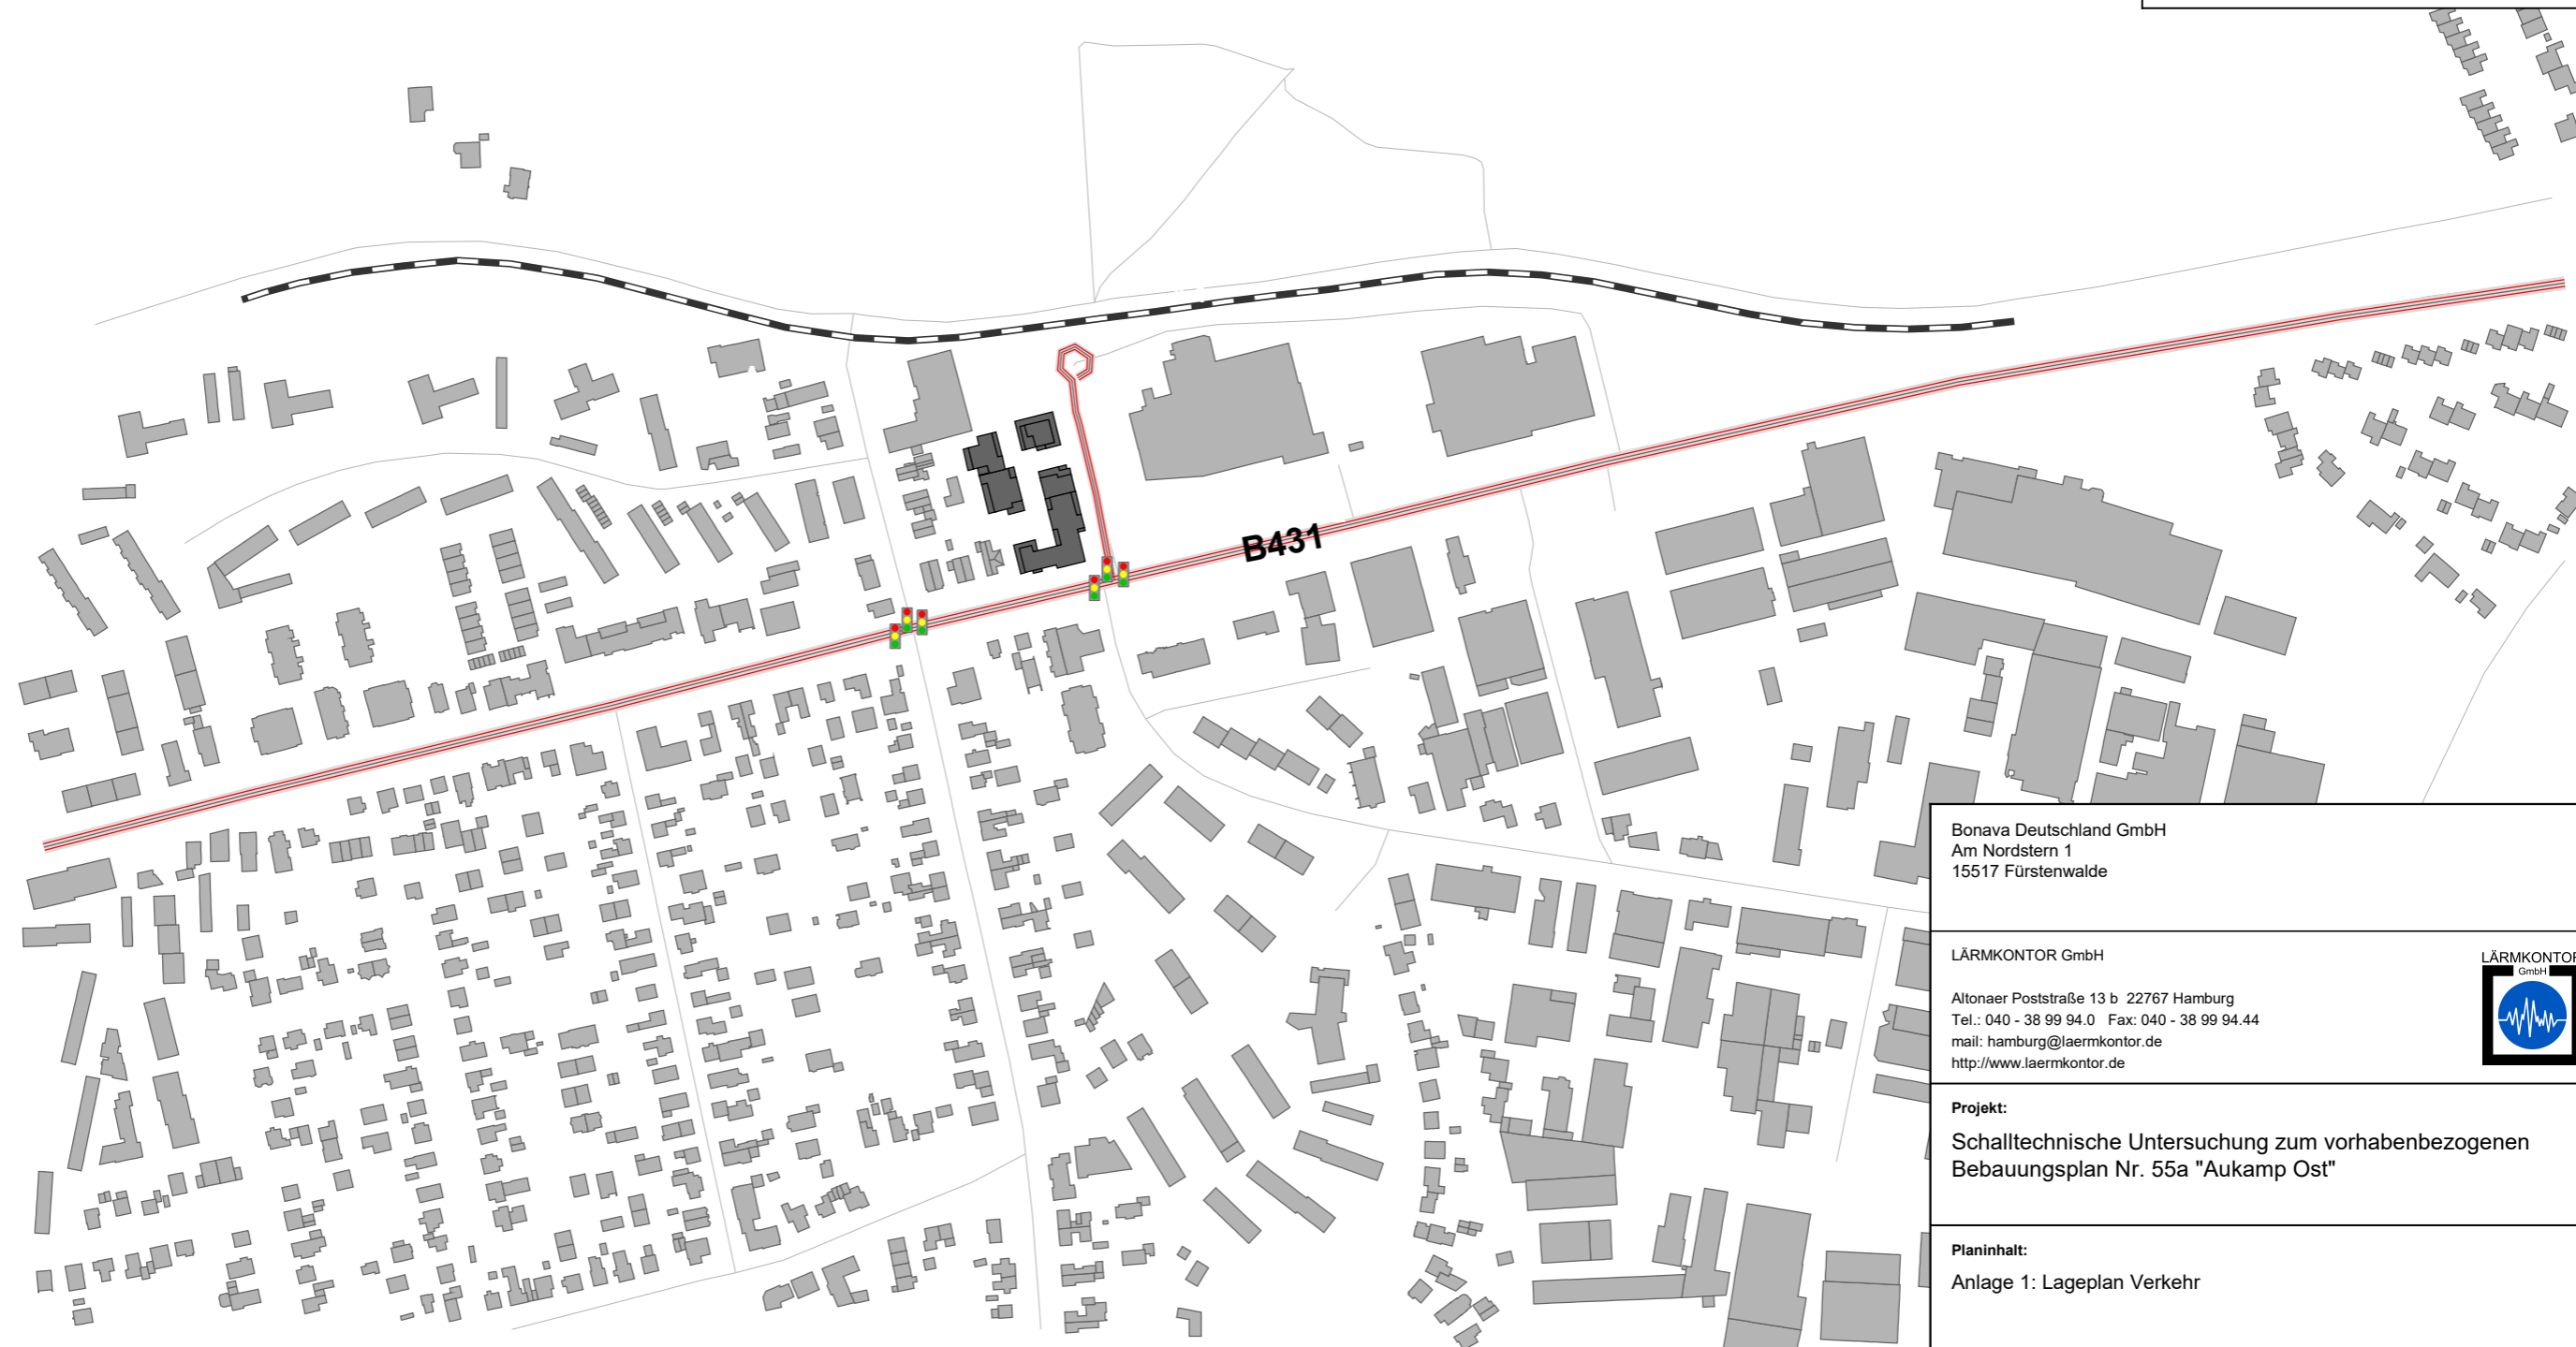 B431
Bonava Deutschland GmbH
Am Nordstern 1
15517 Fürstenwalde
LÄRMKONTOR GmbH
Altonaer Poststraße 13 b 22767 Hamburg
Tel.: 040 - 38 99 94.0 Fax: 040 - 38 99 94.44
mail: hamburg@laermkontor.de
http://www.laermkontor.de
LÄRMKONTOR
GmbH
Projekt:
Schalltechnische Untersuchung zum vorhabenbezogenen
Bebauungsplan Nr. 55a "Aukamp Ost"
Planinhalt:
Anlage 1: Lageplan Verkehr